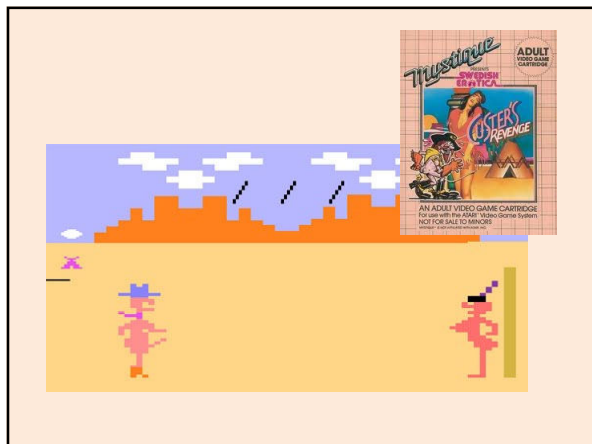 Mystique
PRESENTS
SWEDISH
EROTICA
ADULT
VIDEO GAME
CARTRIDGE
CUSTER'S
REVENGE
AN ADULT VIDEO GAME CARTRIDGE
For use with the ATARI Video Game System
NOT FOR SALE TO MINORS